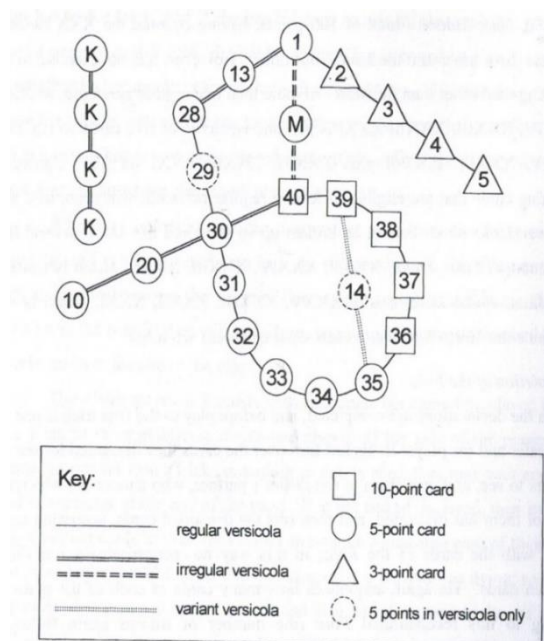 K
K
K
K
1
13
28
29
M
2
3
4
5
40
39
30
38
20
10
31
14
37
32
36
33
34
35
Key:
10-point card
regular versicola
5-point card
irregular versicola
3-point card
variant versicola
5 points in versicola only